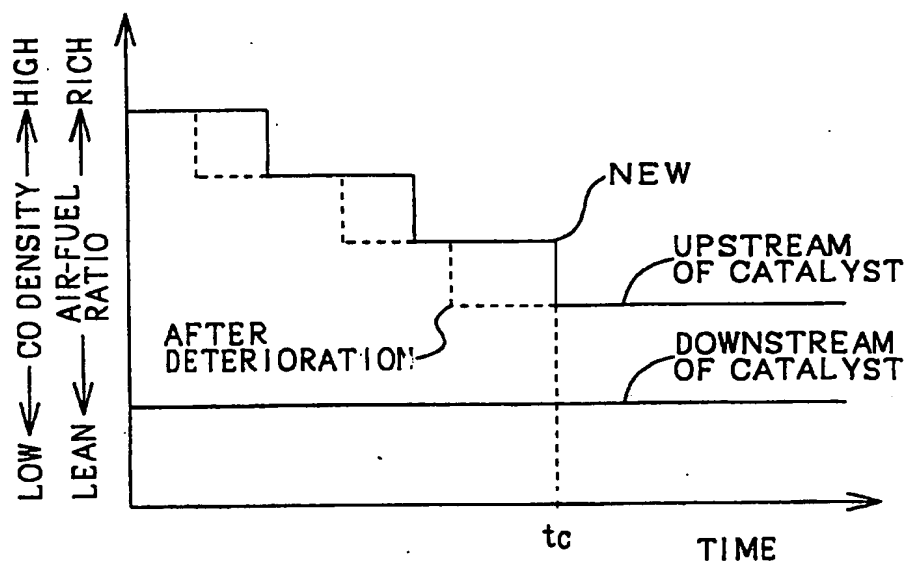 LOW ← CO DENSITY → HIGH
LEAN ← AIR-FUEL → RICH
RATIO
NEW
UPSTREAM
OF CATALYST
AFTER
DETERIORATION
DOWNSTREAM
OF CATALYST
tc
TIME